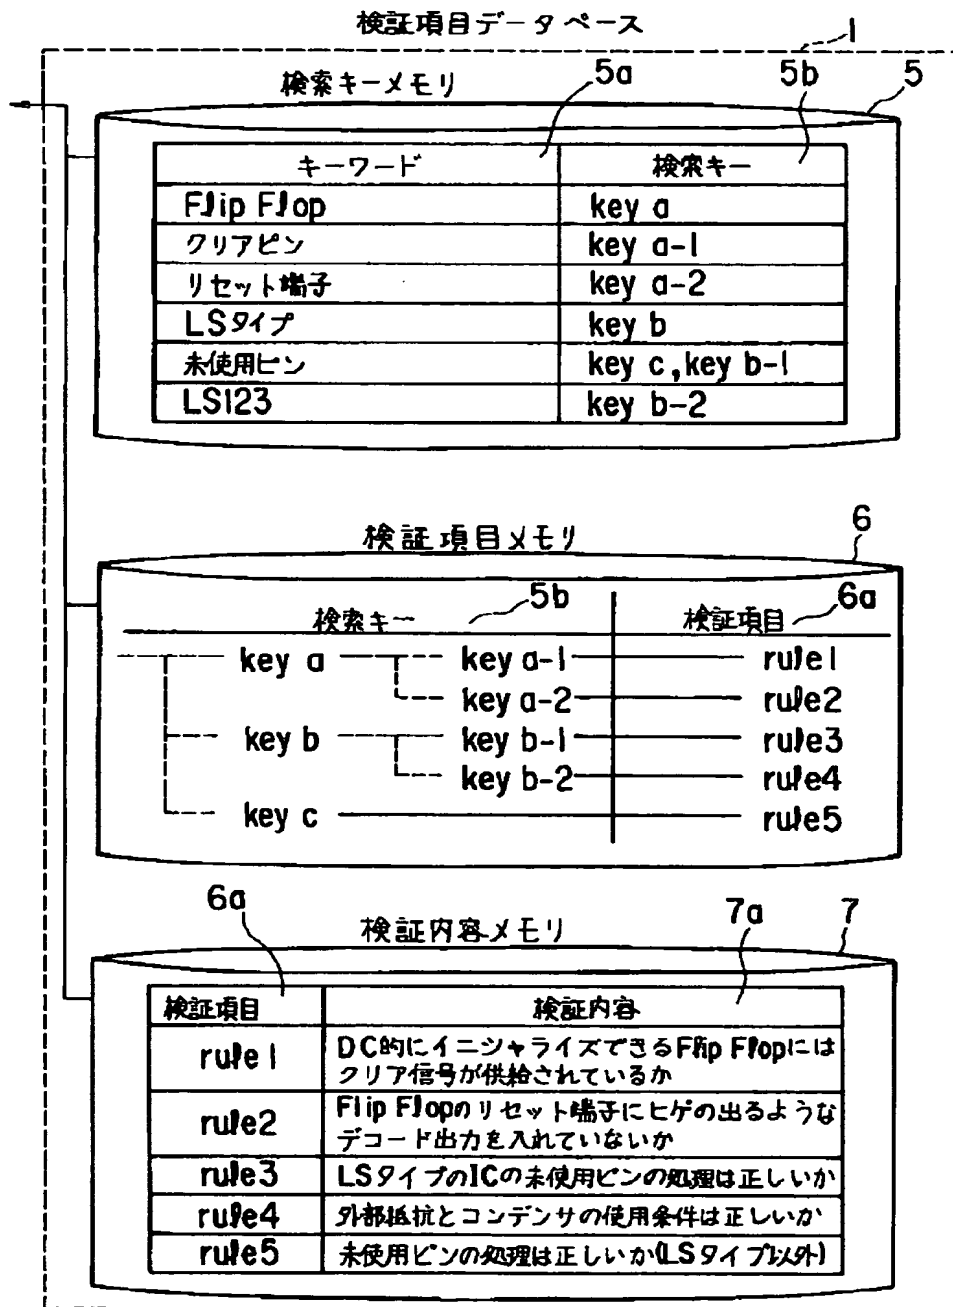 検証項目データベース
1
検索キーメモリ 5a 5b 5
キーワード 検索キー
Flip Flop key a
クリアピン key a-1
リセット端子 key a-2
LSタイプ key b
未使用ピン key c,key b-1
LS123 key b-2
検証項目メモリ 6
検索キー 5b 検証項目 6a
key a key a-1 rule1
key a-2 rule2
key b key b-1 rule3
key b-2 rule4
key c rule5
6a 検証内容メモリ 7a 7
検証項目 検証内容
rule1 DC的にイニシャライズできるFlip Flopには
クリア信号が供給されているか
rule2 Flip Flopのリセット端子にヒゲの出るような
デコード出力を入れていないか
rule3 LSタイプのICの未使用ピンの処理は正しいか
rule4 外部抵抗とコンデンサの使用条件は正しいか
rule5 未使用ピンの処理は正しいか(LSタイプ以外)